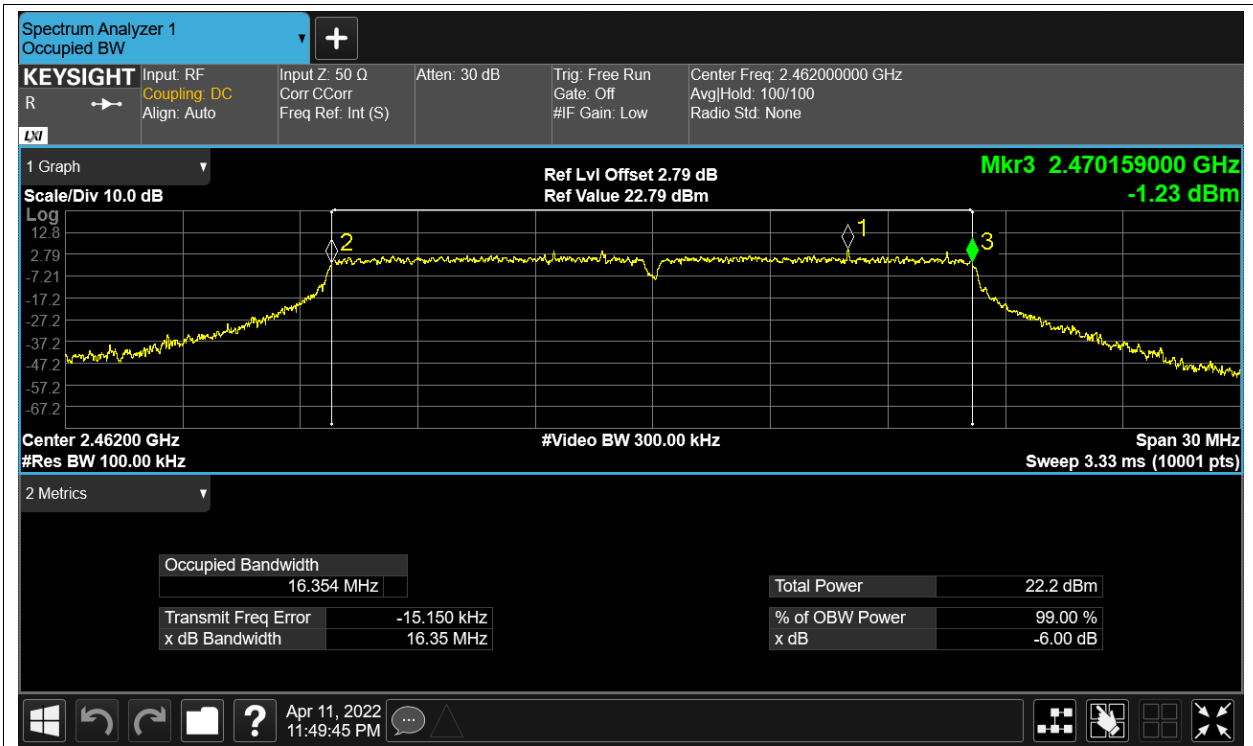 Spectrum Analyzer 1
Occupied BW
KEYSIGHT
R
LXI
Input: RF
Coupling: DC
Align: Auto
Input Z: 50 Ω
Corr CCorr
Freq Ref: Int (S)
Atten: 30 dB
Trig: Free Run
Gate: Off
#IF Gain: Low
Center Freq: 2.462000000 GHz
Avg|Hold: 100/100
Radio Std: None
1 Graph
Scale/Div 10.0 dB
Ref Lvl Offset 2.79 dB
Ref Value 22.79 dBm
Mkr3 2.470159000 GHz
-1.23 dBm
Log
12.8
2.79
-7.21
-17.2
-27.2
-37.2
-47.2
-57.2
-67.2
2
1
3
Center 2.46200 GHz
#Res BW 100.00 kHz
#Video BW 300.00 kHz
Span 30 MHz
Sweep 3.33 ms (10001 pts)
2 Metrics
Occupied Bandwidth
16.354 MHz
Transmit Freq Error -15.150 kHz
x dB Bandwidth 16.35 MHz
Total Power 22.2 dBm
% of OBW Power 99.00 %
x dB -6.00 dB
?
Apr 11, 2022
11:49:45 PM